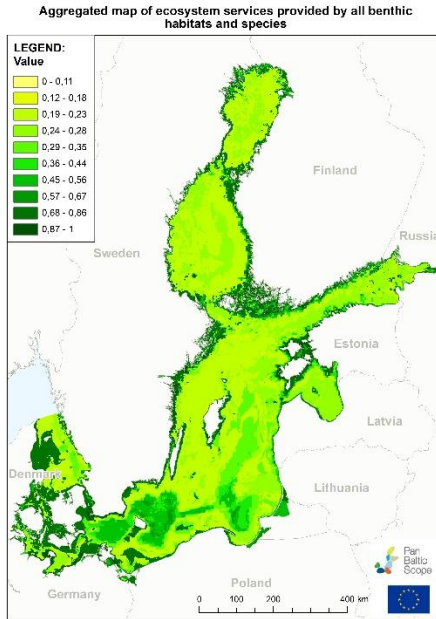 Aggregated map of ecosystem services provided by all benthic
habitats and species
LEGEND:
Value
0 - 0,11
0,12 - 0,18
0,19 - 0,23
0,24 - 0,28
0,29 - 0,35
0,36 - 0,44
0,45 - 0,56
0,57 - 0,67
0,68 - 0,86
0,87 - 1
Finland
Sweden
Russia
Estonia
Latvia
Denmark
Lithuania
Germany
Poland
Pan
Baltic
Scope
0 100 200 400 km